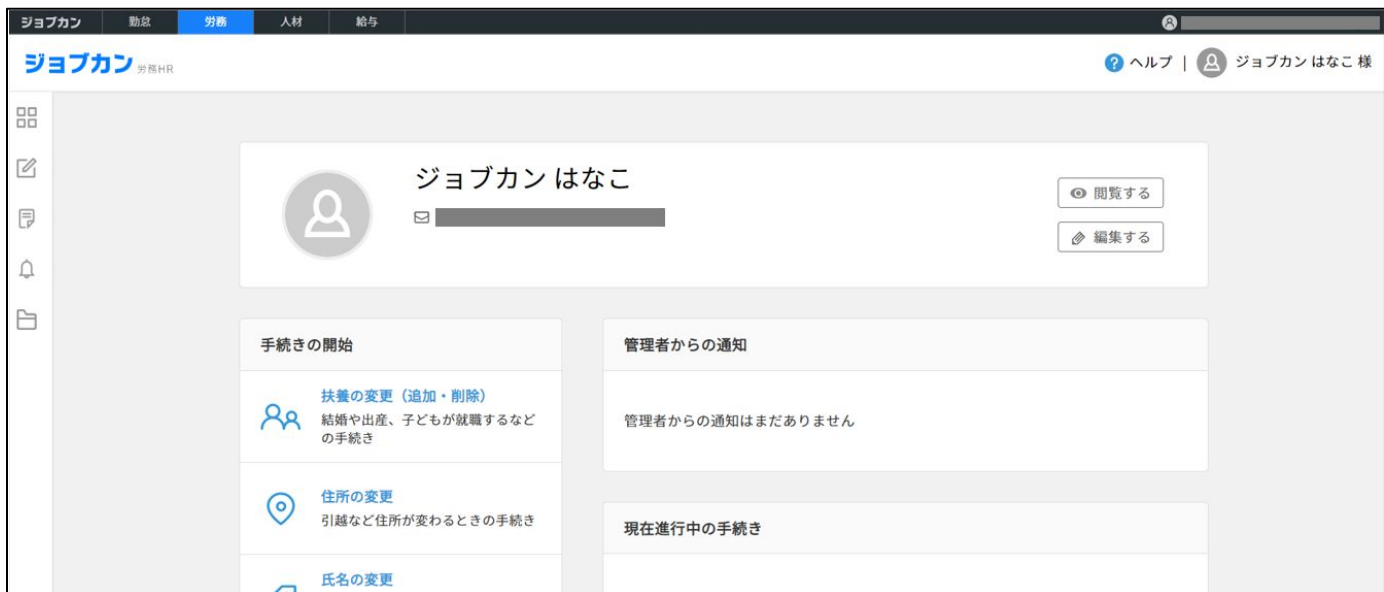 ジョブカン 勤怠 労務 人材 給与
ジョブカン 労務HR
ヘルプ | ジョブカン はなこ 様
ジョブカン はなこ
閲覧する
編集する
手続きの開始
扶養の変更（追加・削除）
結婚や出産、子どもが就職するなど
の手続き
住所の変更
引越など住所が変わるときの手続き
氏名の変更
管理者からの通知
管理者からの通知はまだありません
現在進行中の手続き